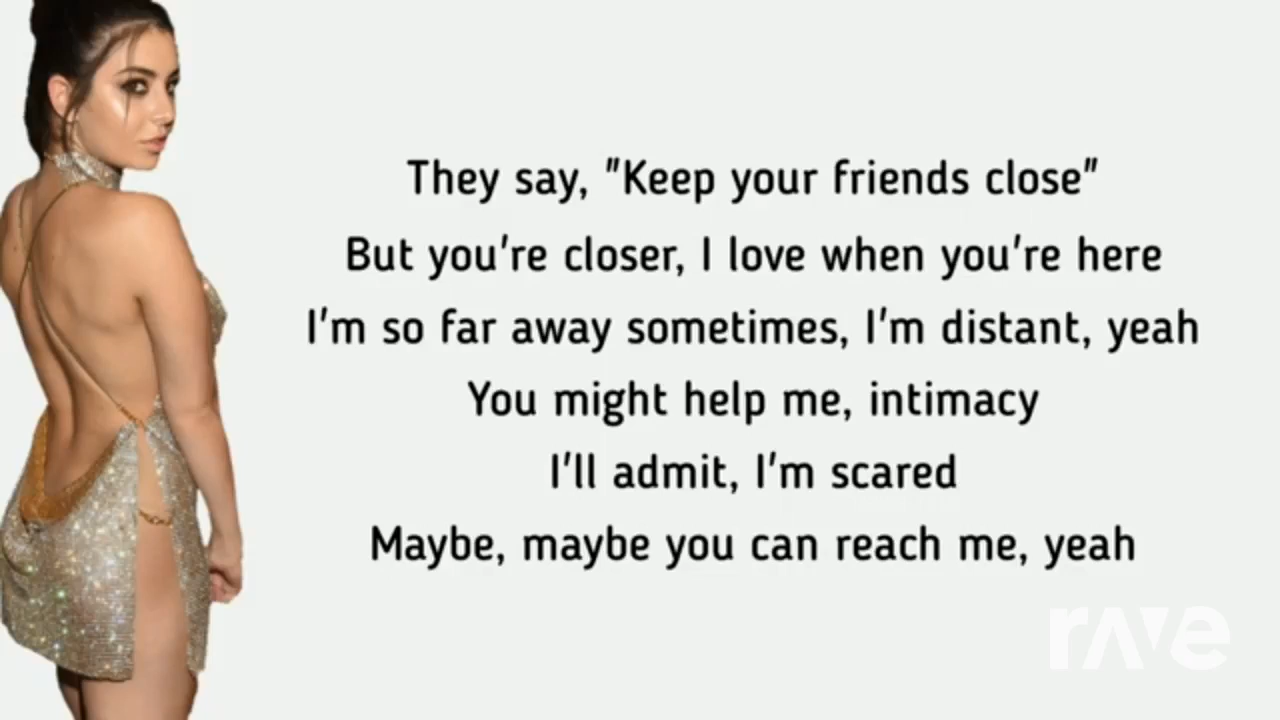 They say, "Keep your friends close"
But you're closer, I love when you're here
I'm so far away sometimes, I'm distant, yeah
You might help me, intimacy
I'll admit, I'm scared
Maybe, maybe you can reach me, yeah
rave